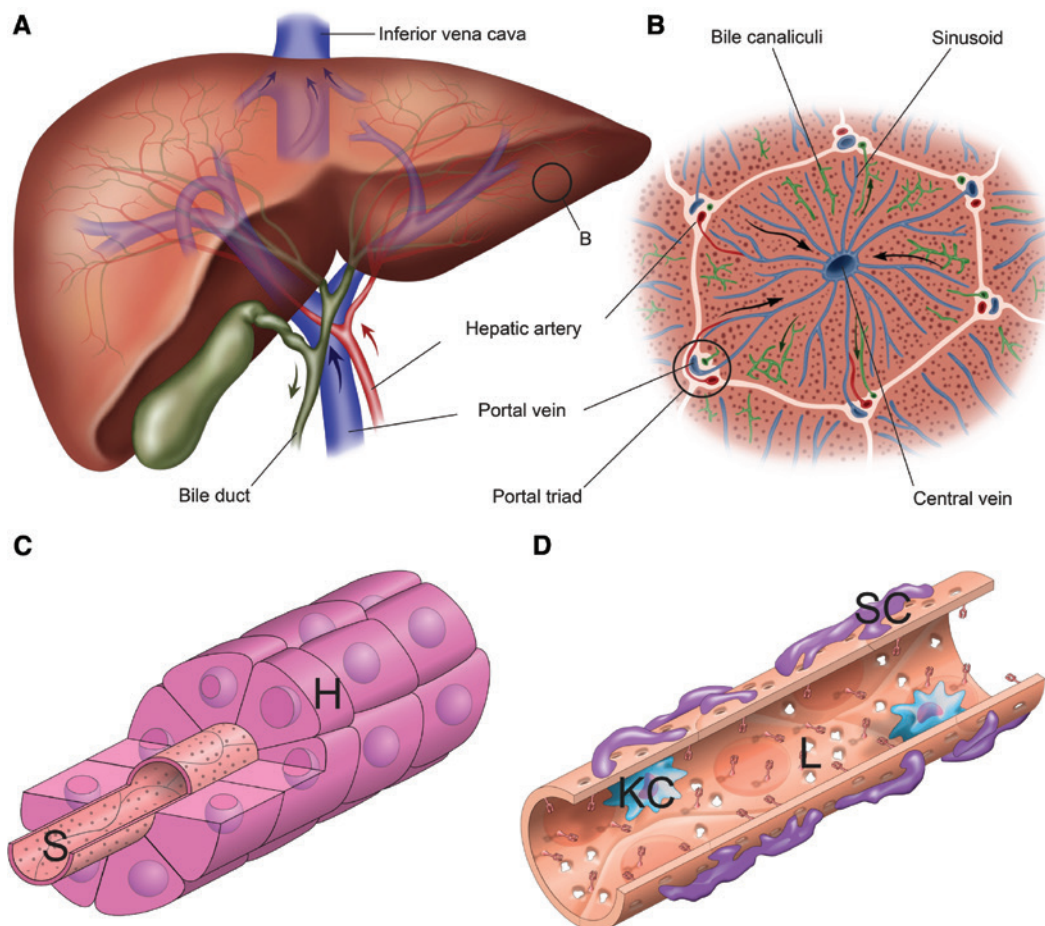 A
Inferior vena cava
B
Hepatic artery
Portal vein
Bile duct
Portal triad
B
Bile canaliculi
Sinusoid
Central vein
C
H
S
D
SC
L
KC